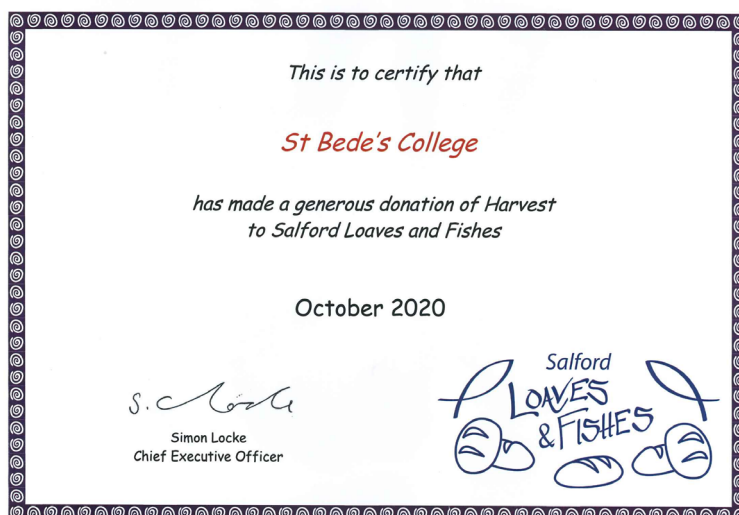 This is to certify that
St Bede's College
has made a generous donation of Harvest
to Salford Loaves and Fishes
October 2020
S. C Locke
Simon Locke
Chief Executive Officer
Salford
LOAVES
& FISHES